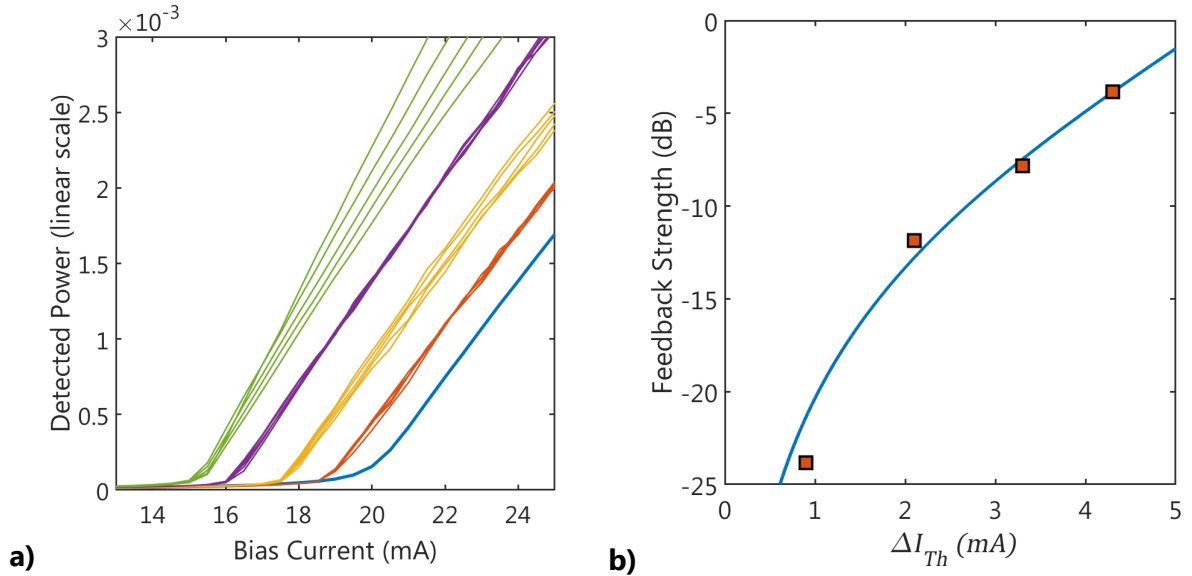 ×10⁻³
3
2.5
2
1.5
1
0.5
0
Detected Power (linear scale)
14 16 18 20 22 24
Bias Current (mA)
a)
0
-5
-10
-15
-20
-25
Feedback Strength (dB)
0 1 2 3 4 5
ΔI_Th (mA)
b)